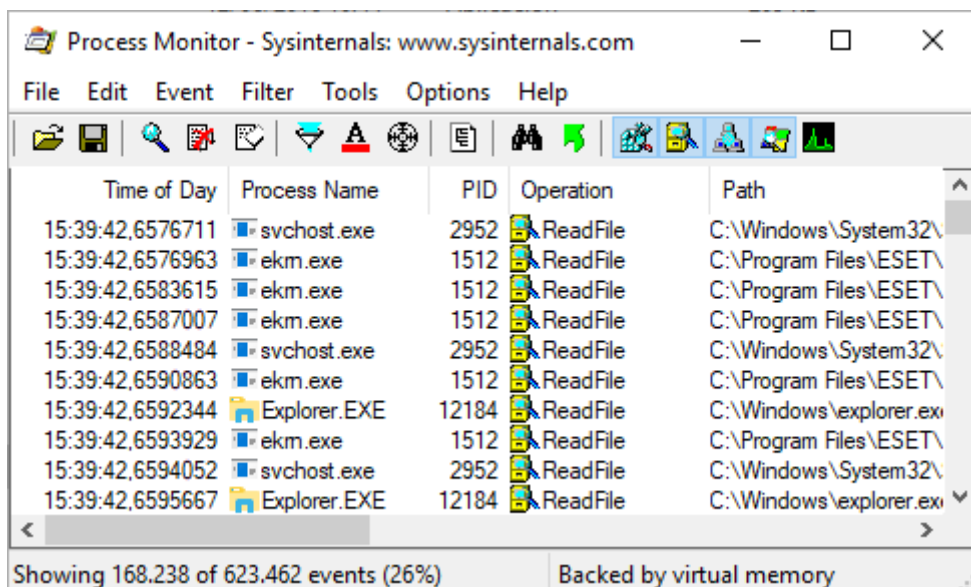 Process Monitor - Sysinternals: www.sysinternals.com
File Edit Event Filter Tools Options Help
Time of Day Process Name PID Operation Path
15:39:42,6576711 svchost.exe 2952 ReadFile C:\Windows\System32\
15:39:42,6576963 ekrn.exe 1512 ReadFile C:\Program Files\ESET\
15:39:42,6583615 ekrn.exe 1512 ReadFile C:\Program Files\ESET\
15:39:42,6587007 ekrn.exe 1512 ReadFile C:\Program Files\ESET\
15:39:42,6588484 svchost.exe 2952 ReadFile C:\Windows\System32\
15:39:42,6590863 ekrn.exe 1512 ReadFile C:\Program Files\ESET\
15:39:42,6592344 Explorer.EXE 12184 ReadFile C:\Windows\explorer.ex
15:39:42,6593929 ekrn.exe 1512 ReadFile C:\Program Files\ESET\
15:39:42,6594052 svchost.exe 2952 ReadFile C:\Windows\System32\
15:39:42,6595667 Explorer.EXE 12184 ReadFile C:\Windows\explorer.ex
Showing 168.238 of 623.462 events (26%) Backed by virtual memory